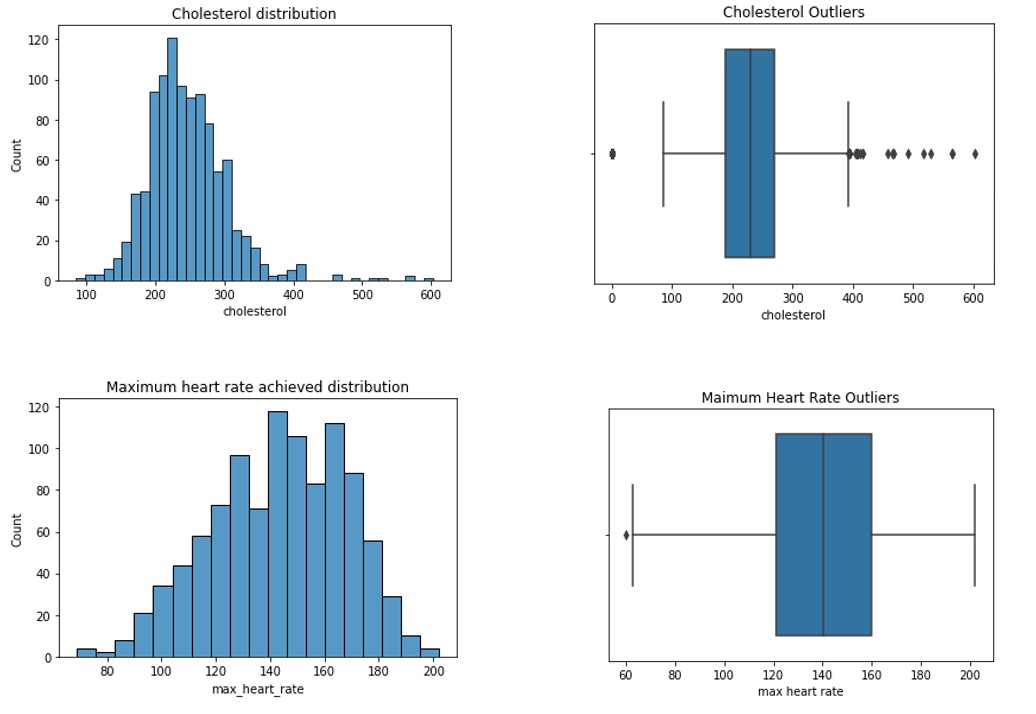 Cholesterol distribution
120
100
80
60
40
20
0
Count
100 200 300 400 500 600
cholesterol
Cholesterol Outliers
0 100 200 300 400 500 600
cholesterol
Maximum heart rate achieved distribution
120
100
80
60
40
20
0
Count
80 100 120 140 160 180 200
max_heart_rate
Maimum Heart Rate Outliers
60 80 100 120 140 160 180 200
max heart rate